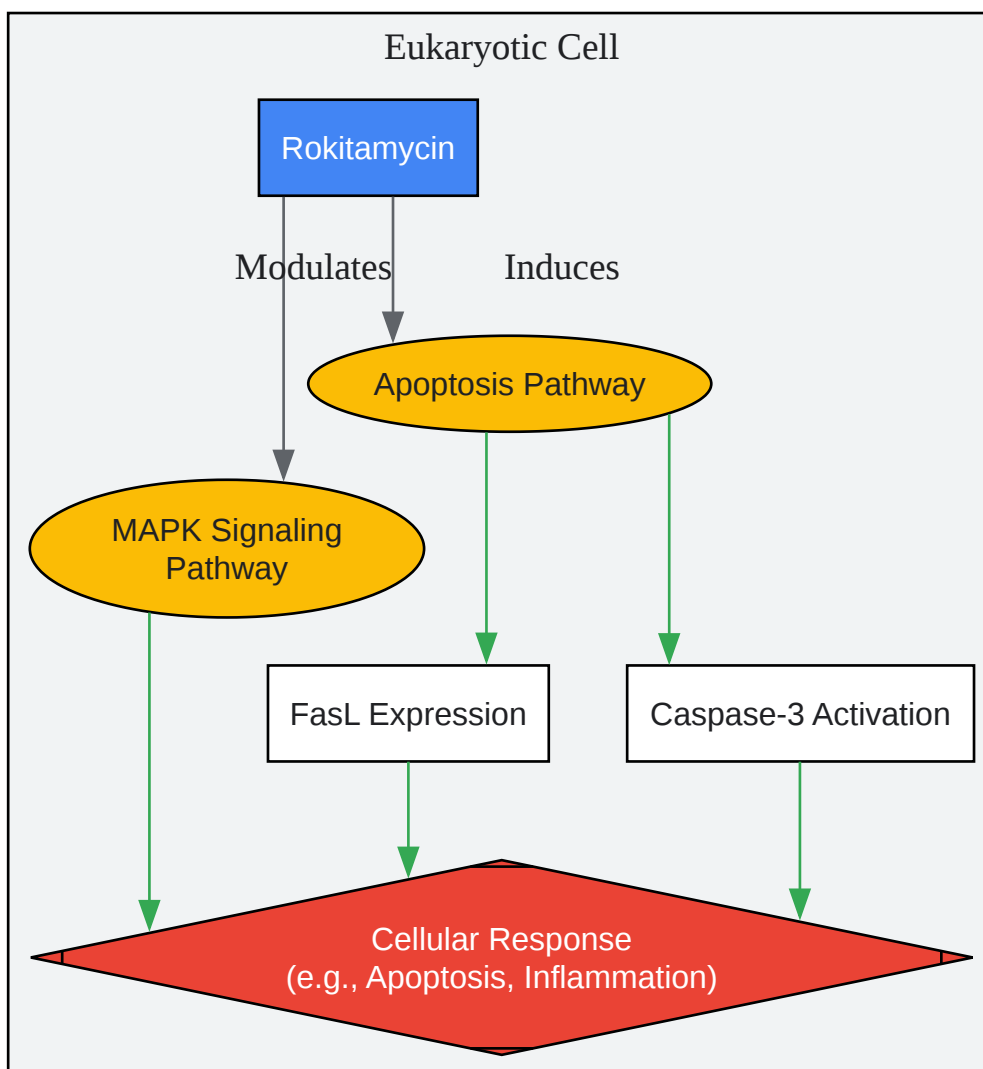 Eukaryotic Cell
Rokitamycin
Modulates
Induces
Apoptosis Pathway
MAPK Signaling
Pathway
FasL Expression
Caspase-3 Activation
Cellular Response
(e.g., Apoptosis, Inflammation)